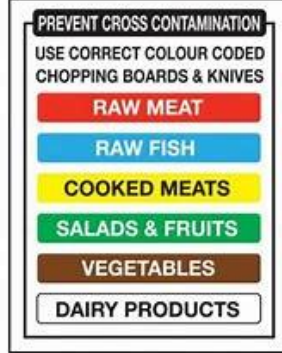 PREVENT CROSS CONTAMINATION
USE CORRECT COLOUR CODED
CHOPPING BOARDS & KNIVES
RAW MEAT
RAW FISH
COOKED MEATS
SALADS & FRUITS
VEGETABLES
DAIRY PRODUCTS